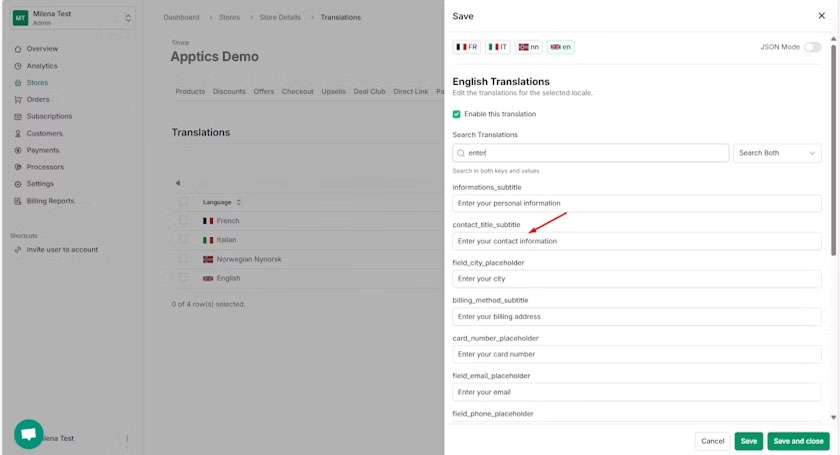 MT
Milena Test
Admin
Overview
Analytics
Stores
Orders
Subscriptions
Customers
Payments
Processors
Settings
Billing Reports
Shortcuts
Invite user to account
Milena Test
Dashboard > Stores > Store Details > Translations
Store
Apptics Demo
Products Discounts Offers Checkout Upsells Deal Club Direct Link
Translations
Language
French
Italian
Norwegian Nynorsk
English
0 of 4 row(s) selected.
Save
FR IT nn en
JSON Mode
English Translations
Edit the translations for the selected locale.
Enable this translation
Search Translations
enter
Search Both
Search in both keys and values
informations_subtitle
Enter your personal information
contact_title_subtitle
Enter your contact information
field_city_placeholder
Enter your city
billing_method_subtitle
Enter your billing address
card_number_placeholder
Enter your card number
field_email_placeholder
Enter your email
field_phone_placeholder
Cancel Save Save and close